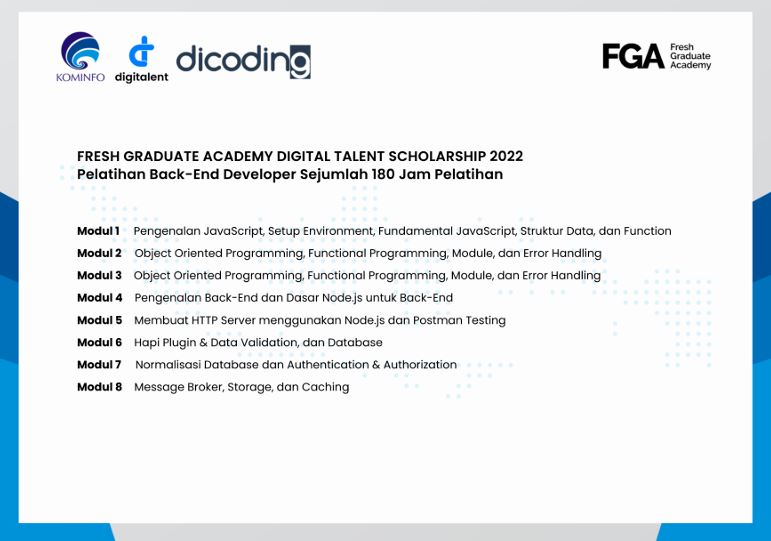 KOMINFO
digitalent
dicoding
FGA Fresh
Graduate
Academy
FRESH GRADUATE ACADEMY DIGITAL TALENT SCHOLARSHIP 2022
Pelatihan Back-End Developer Sejumlah 180 Jam Pelatihan
Modul 1 Pengenalan JavaScript, Setup Environment, Fundamental JavaScript, Struktur Data, dan Function
Modul 2 Object Oriented Programming, Functional Programming, Module, dan Error Handling
Modul 3 Object Oriented Programming, Functional Programming, Module, dan Error Handling
Modul 4 Pengenalan Back-End dan Dasar Node.js untuk Back-End
Modul 5 Membuat HTTP Server menggunakan Node.js dan Postman Testing
Modul 6 Hapi Plugin & Data Validation, dan Database
Modul 7 Normalisasi Database dan Authentication & Authorization
Modul 8 Message Broker, Storage, dan Caching